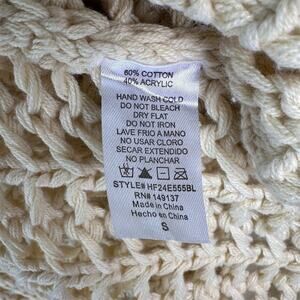 60% COTTON
40% ACRYLIC
HAND WASH COLD
DO NOT BLEACH
DRY FLAT
DO NOT IRON
LAVE FRIO A MANO
NO USAR CLORO
SECAR EXTENDIDO
NO PLANCHAR
STYLE# HF24E555BL
RN# 149137
Made in China
Hecho en China
S